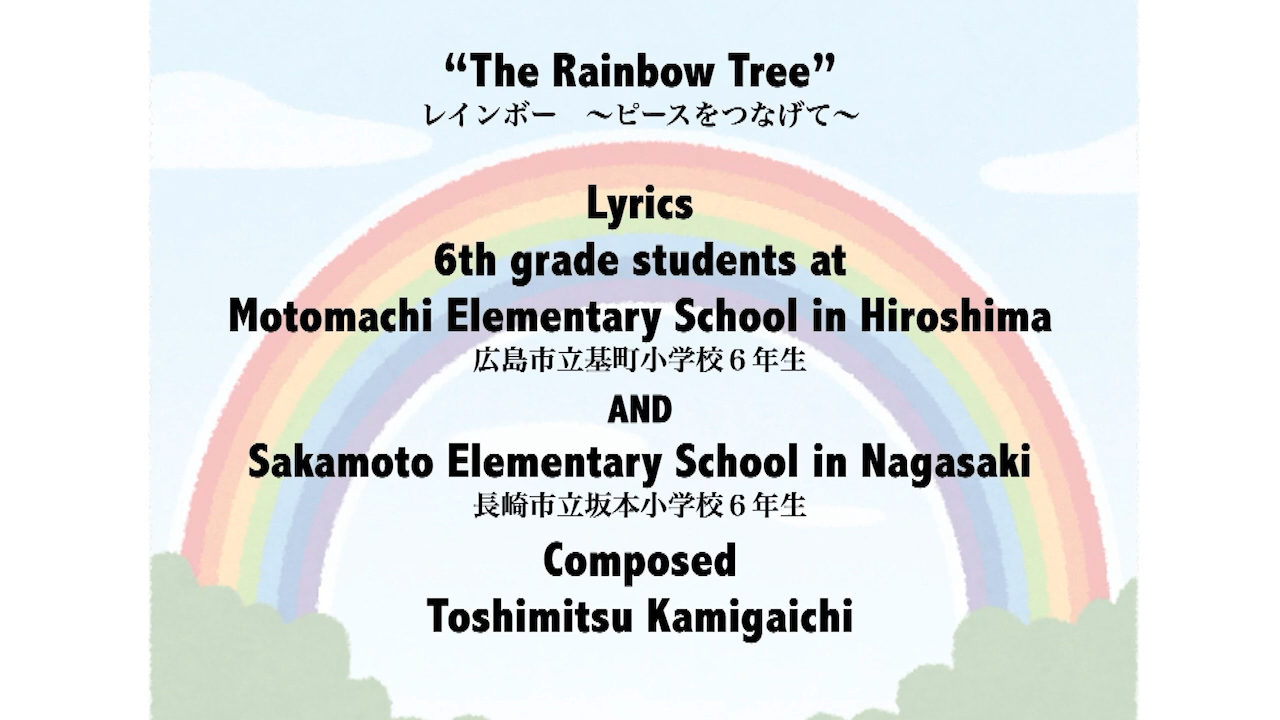 “The Rainbow Tree”
レインボー　～ピースをつなげて～
Lyrics
6th grade students at
Motomachi Elementary School in Hiroshima
広島市立基町小学校６年生
AND
Sakamoto Elementary School in Nagasaki
長崎市立坂本小学校６年生
Composed
Toshimitsu Kamigaichi